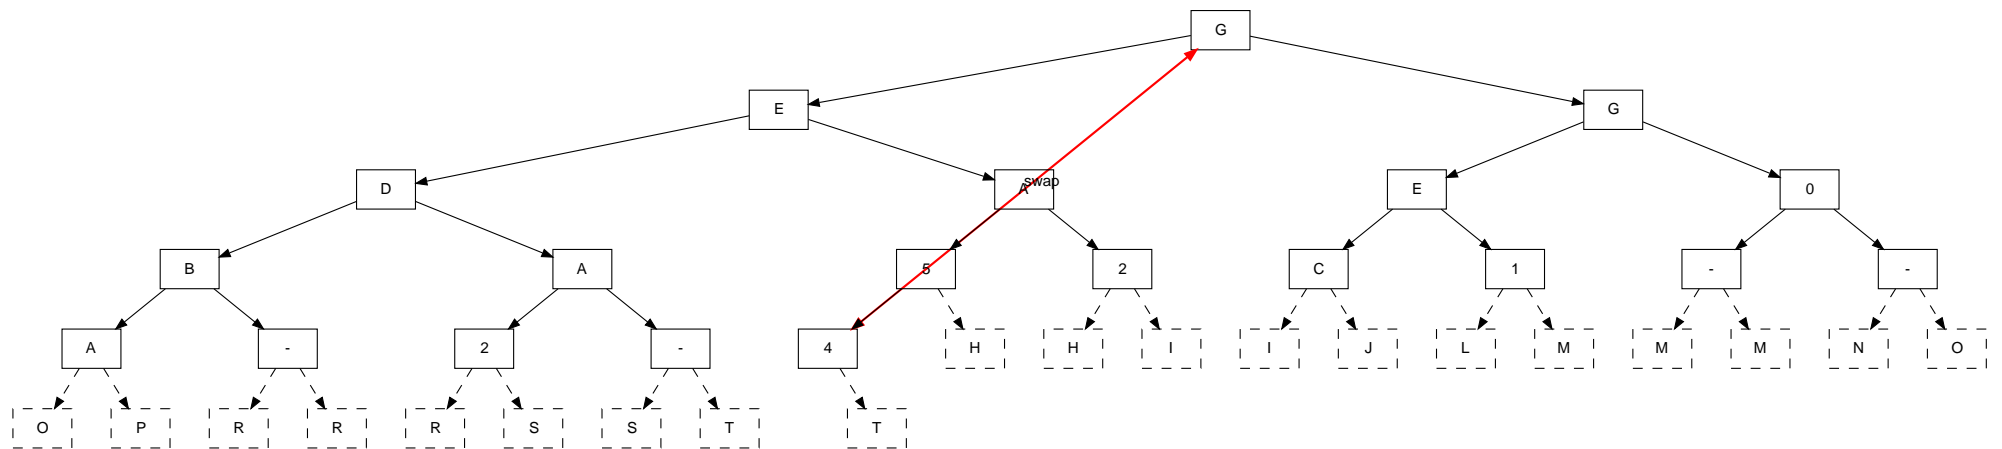 G
E G
D A swap E 0
B A 5 2 C 1 - -
A - 2 - 4 H H I I J L M M M N O
O P R R R S S T T